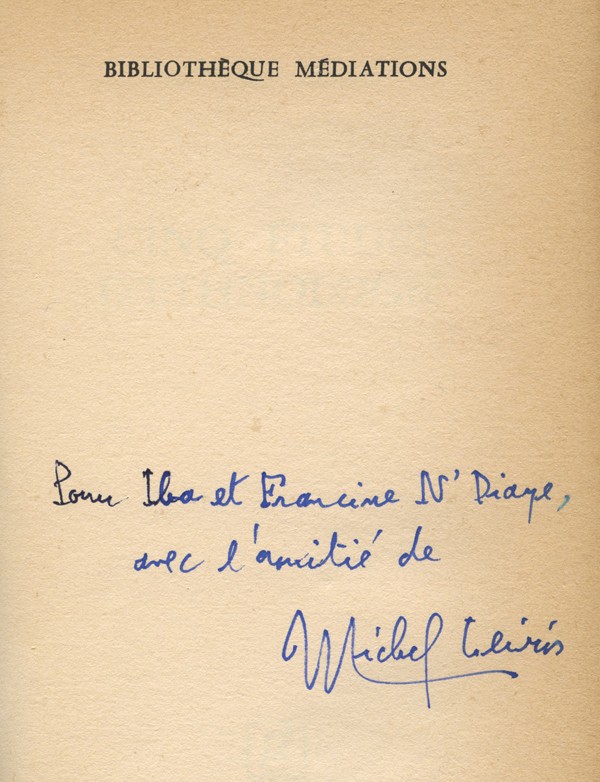 BIBLIOTHÈQUE MÉDIATIONS
Pour Iba et Francine N'Diaye,
avec l'amitié de
Michel Leiris